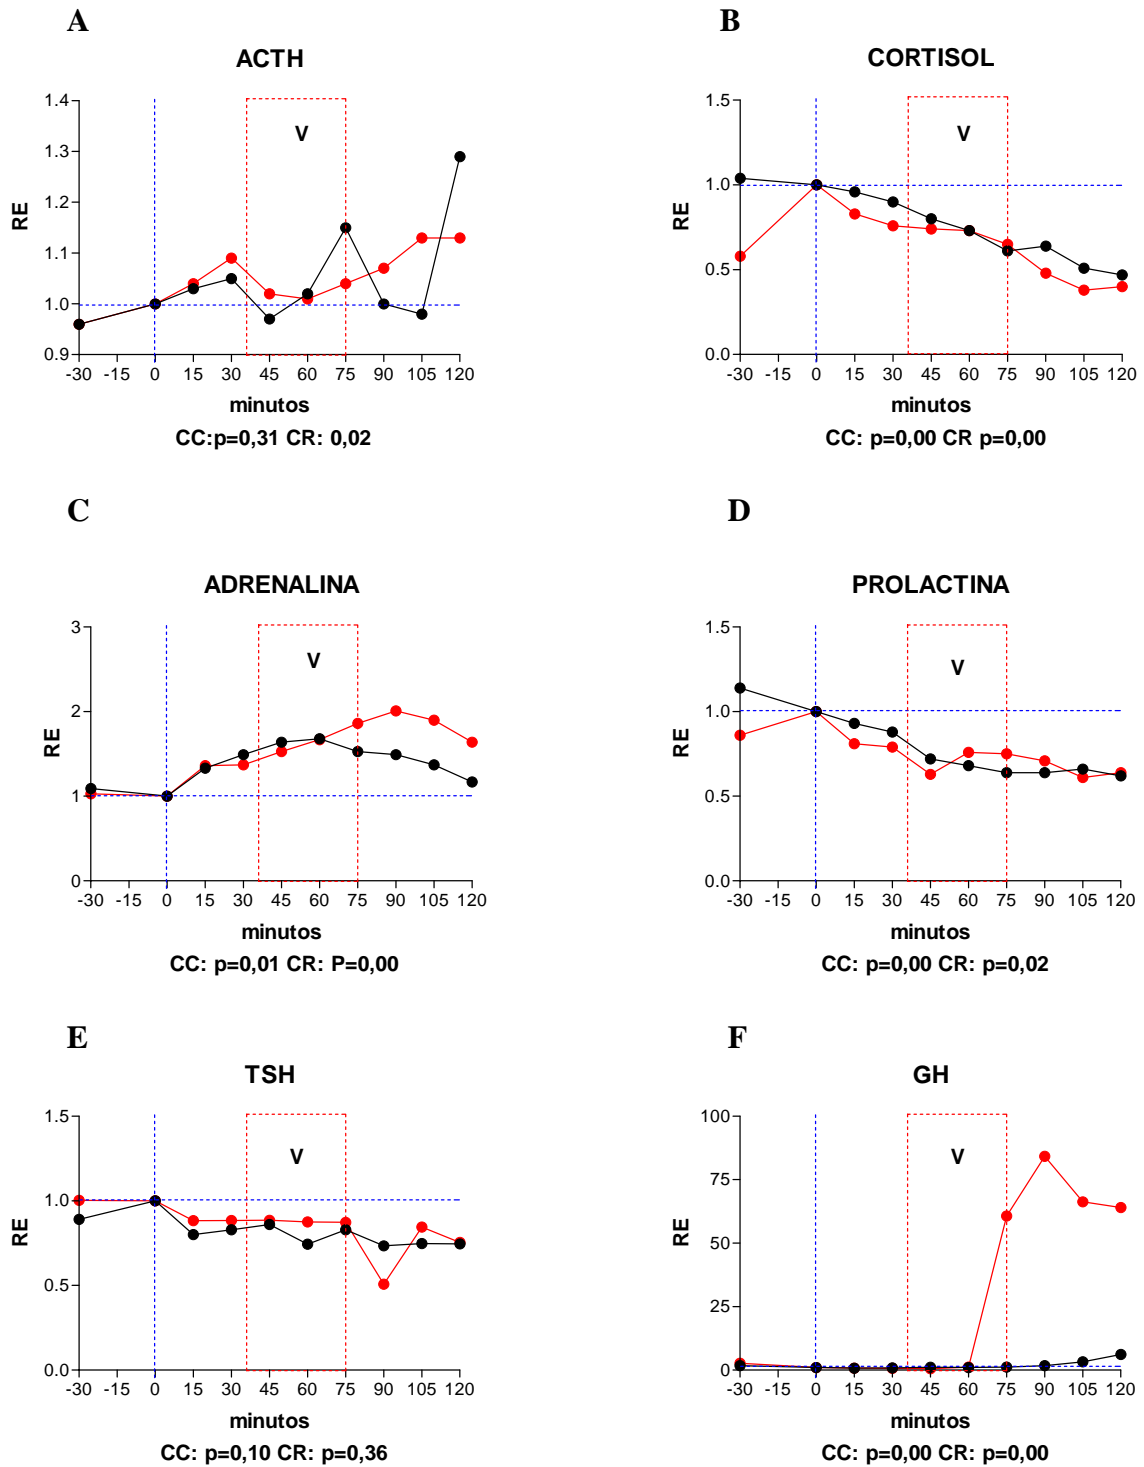 A
ACTH
1.4
1.3
1.2
1.1
1.0
0.9
RE
V
-30 -15 0 15 30 45 60 75 90 105 120
minutos
CC:p=0,31 CR: 0,02
B
CORTISOL
1.5
1.0
0.5
0.0
RE
V
-30 -15 0 15 30 45 60 75 90 105 120
minutos
CC: p=0,00 CR p=0,00
C
ADRENALINA
3
2
1
0
RE
V
-30 -15 0 15 30 45 60 75 90 105 120
minutos
CC: p=0,01 CR: P=0,00
D
PROLACTINA
1.5
1.0
0.5
0.0
RE
V
-30 -15 0 15 30 45 60 75 90 105 120
minutos
CC: p=0,00 CR: p=0,02
E
TSH
1.5
1.0
0.5
0.0
RE
V
-30 -15 0 15 30 45 60 75 90 105 120
minutos
CC: p=0,10 CR: p=0,36
F
GH
100
75
50
25
0
RE
V
-30 -15 0 15 30 45 60 75 90 105 120
minutos
CC: p=0,00 CR: p=0,00